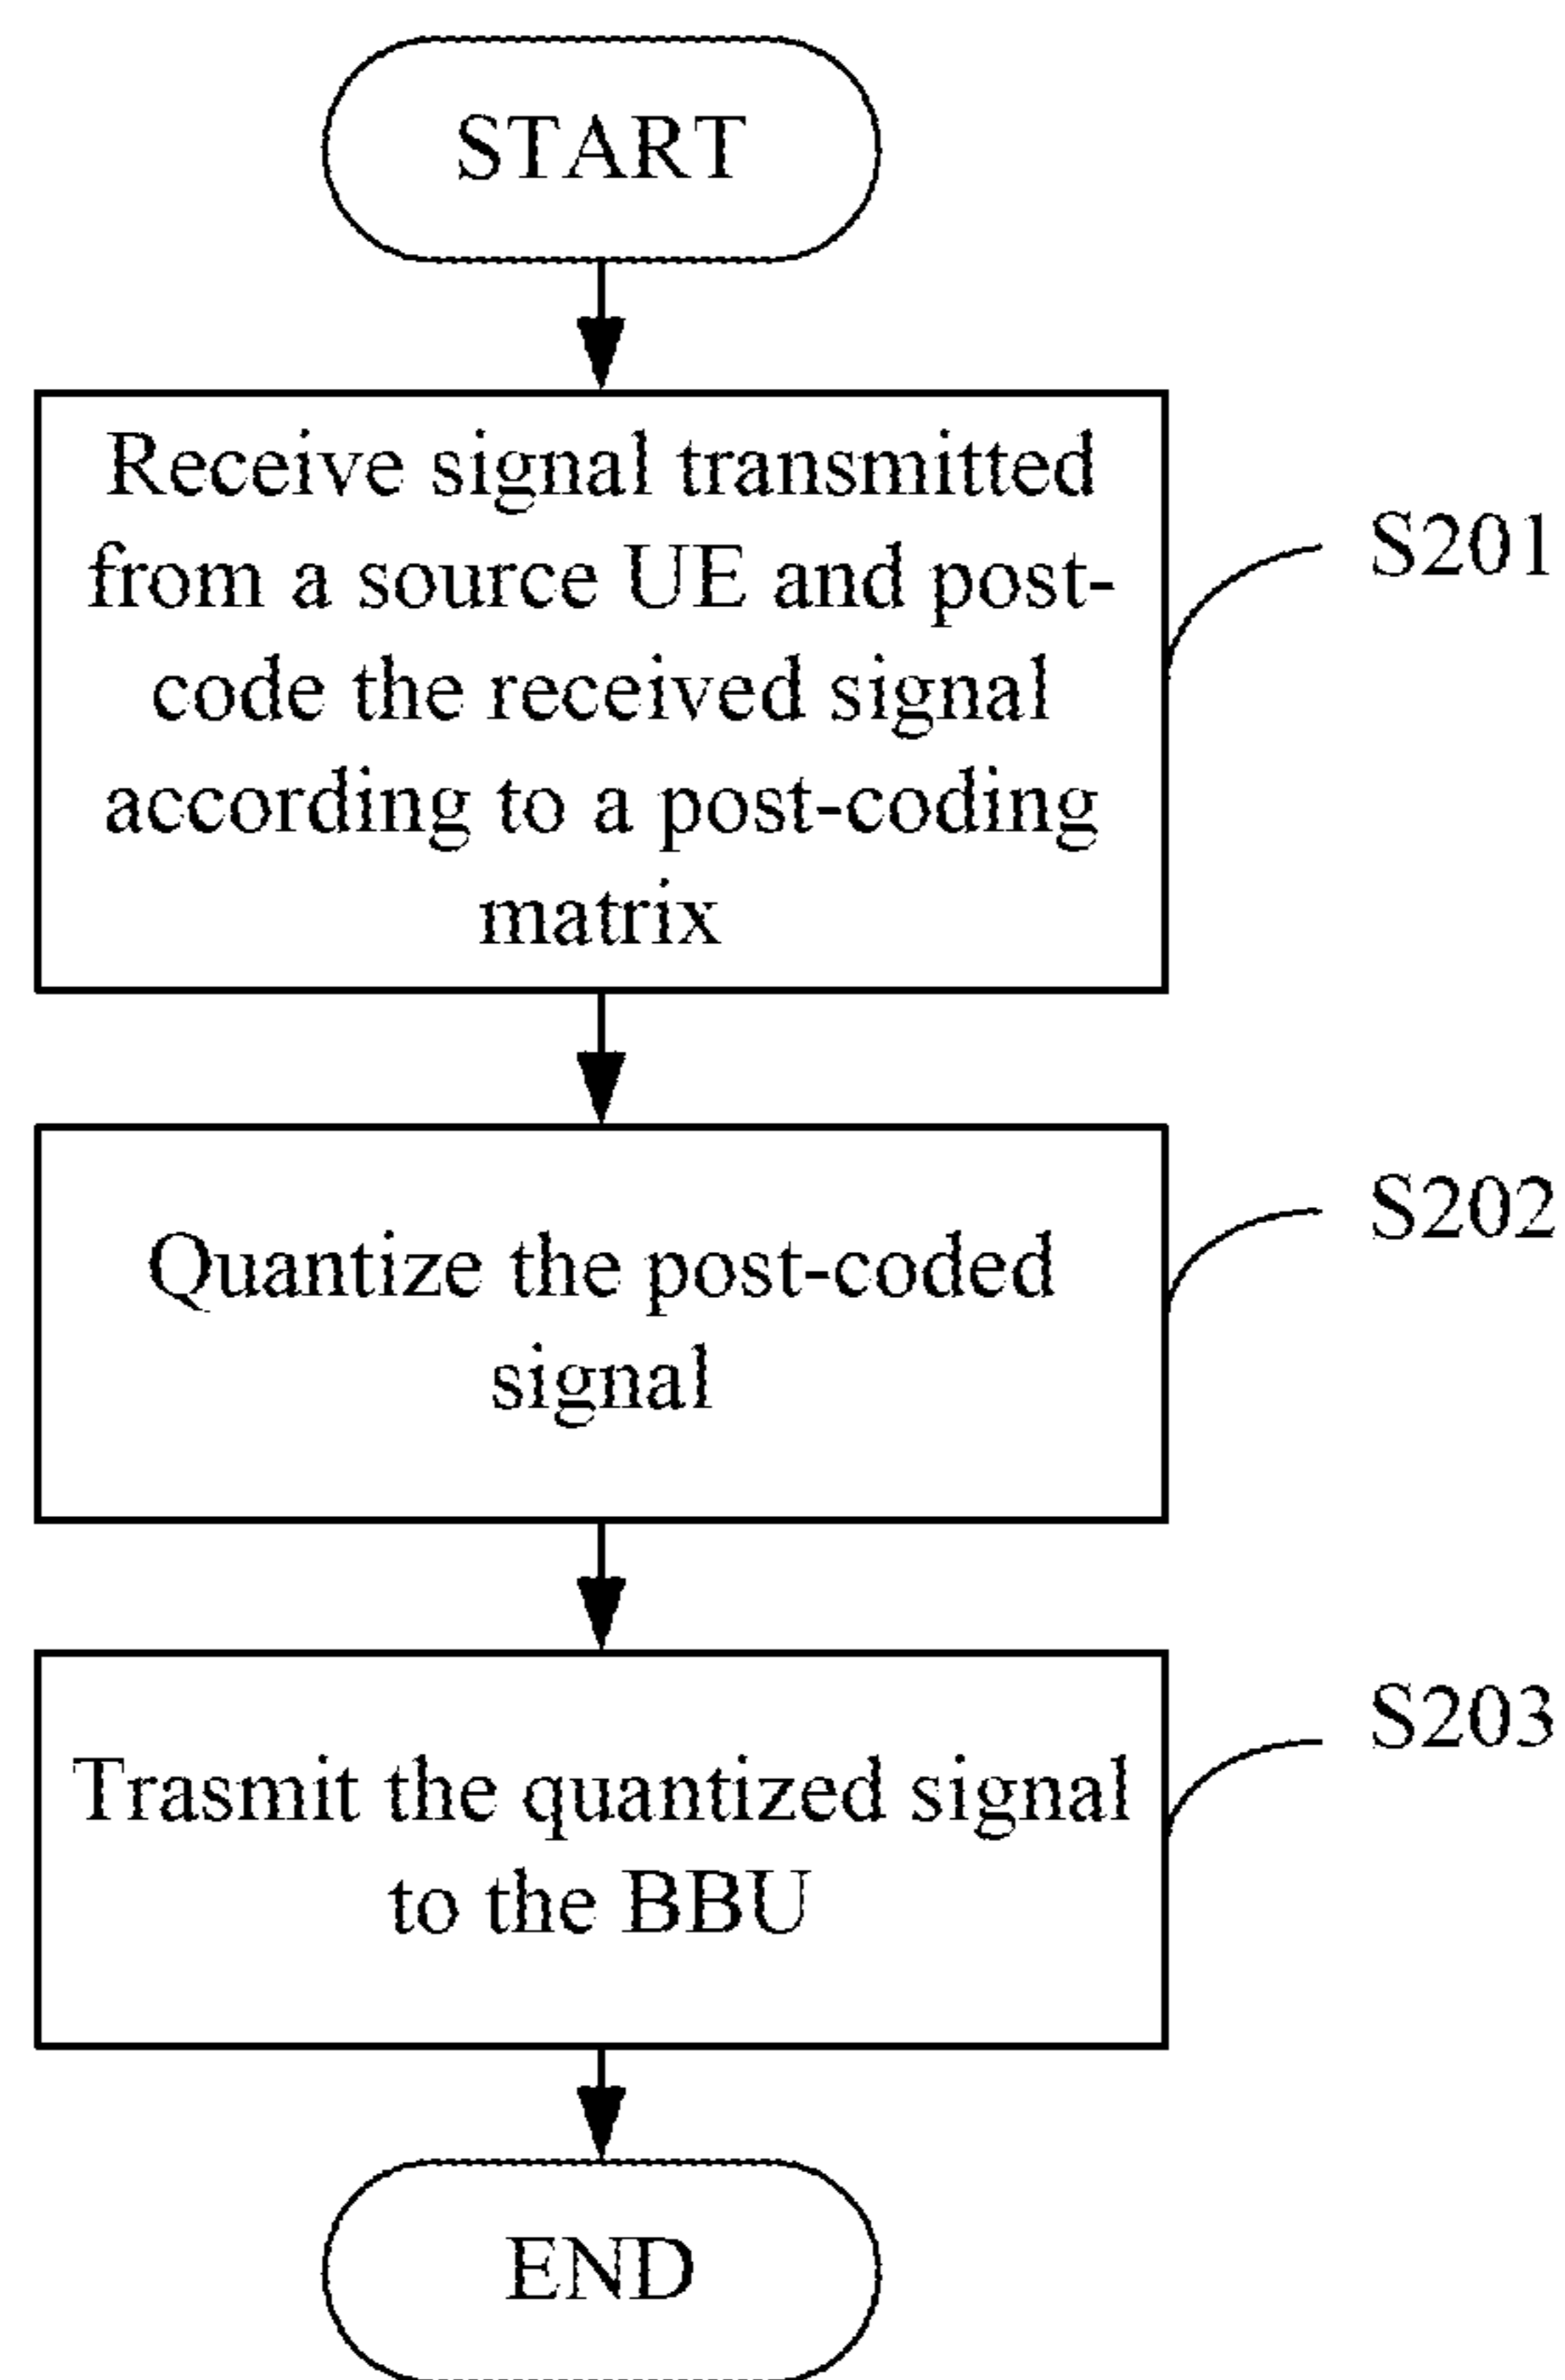 START
Receive signal transmitted
from a source UE and post-
code the received signal
according to a post-coding
matrix
S201
Quantize the post-coded
signal
S202
Trasmit the quantized signal
to the BBU
S203
END